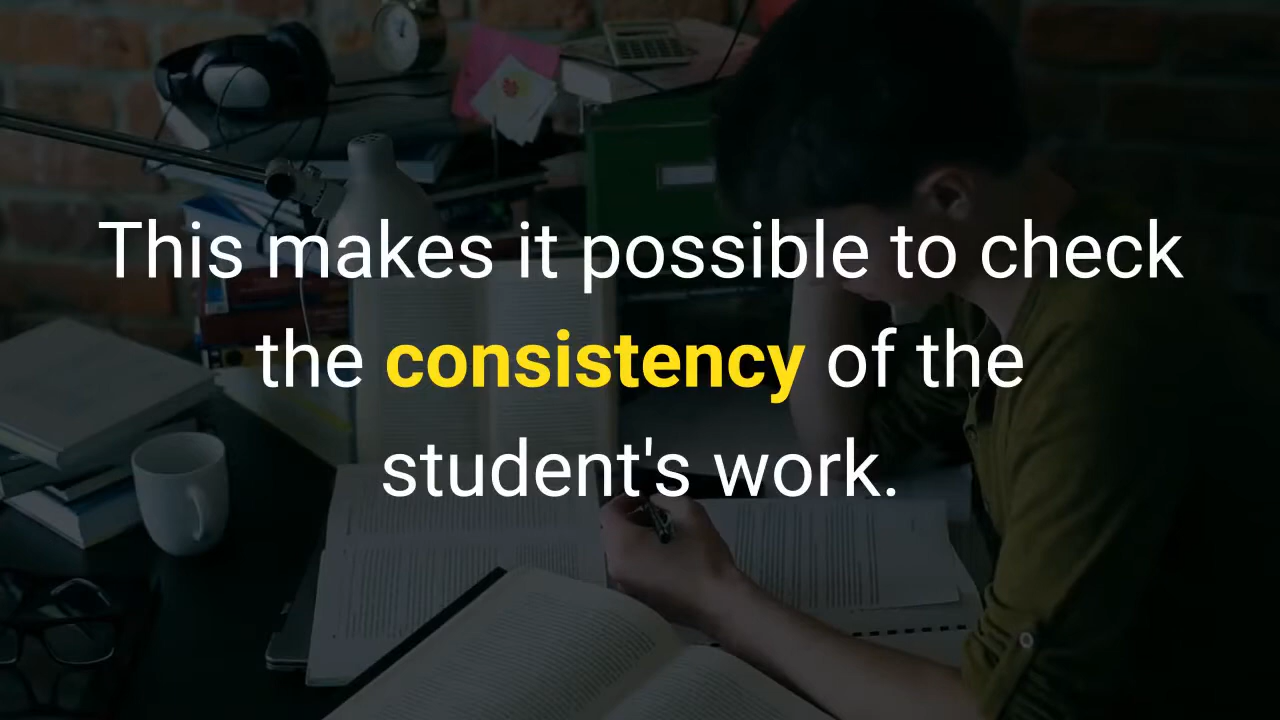 This makes it possible to check
the consistency of the
student's work.